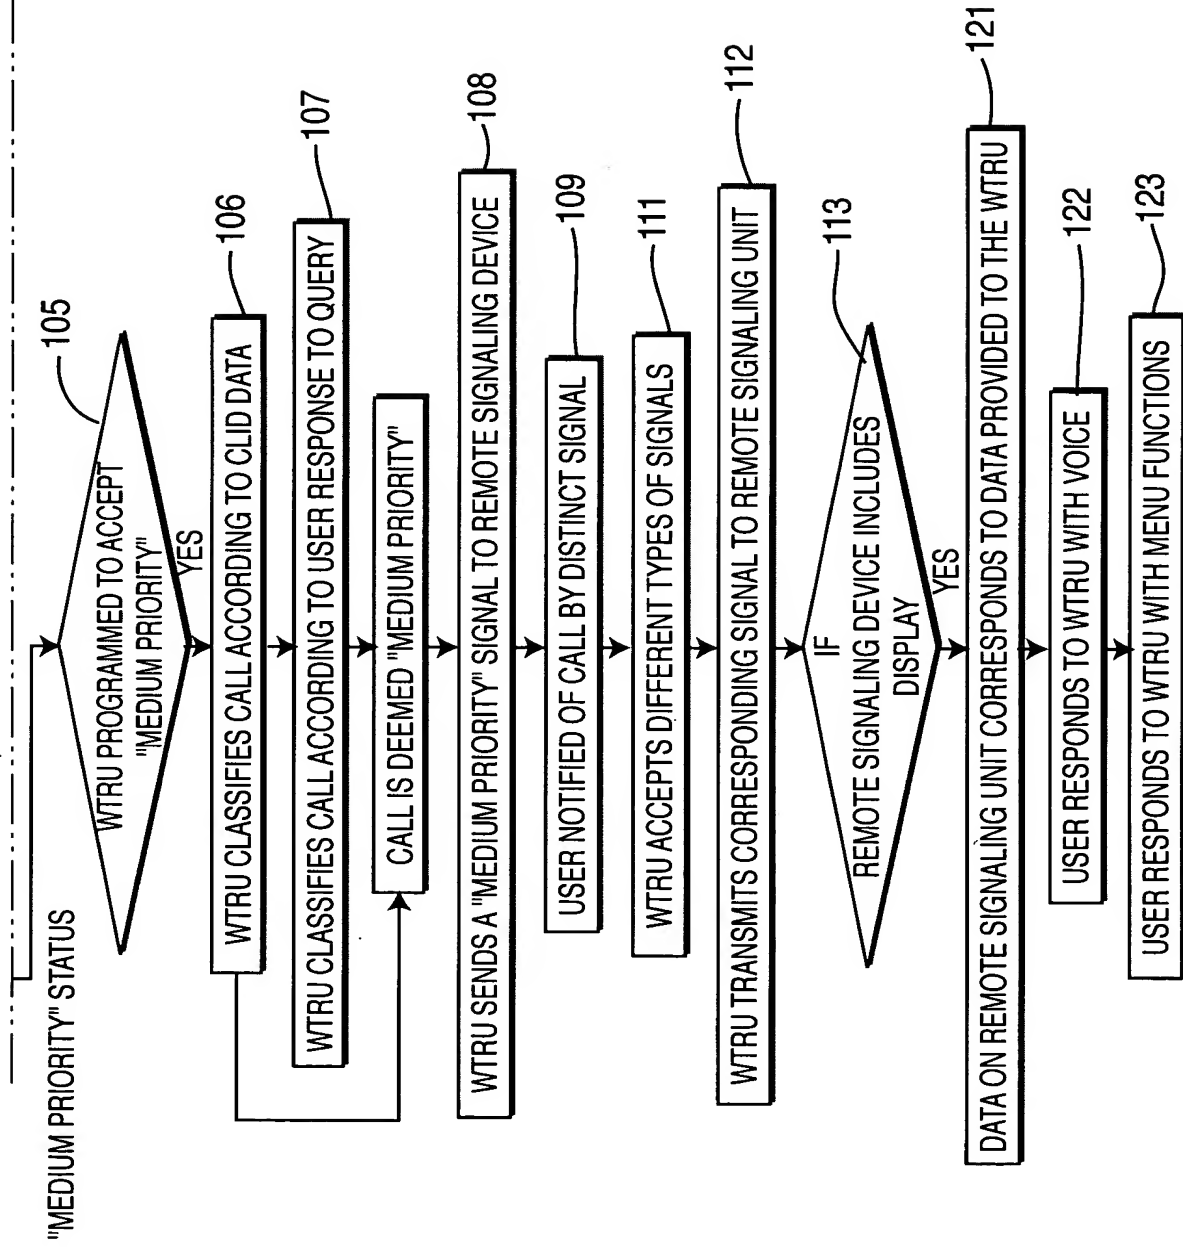 "MEDIUM PRIORITY" STATUS
105
WTRU PROGRAMMED TO ACCEPT
"MEDIUM PRIORITY"
YES
106
WTRU CLASSIFIES CALL ACCORDING TO CLID DATA
107
WTRU CLASSIFIES CALL ACCORDING TO USER RESPONSE TO QUERY
CALL IS DEEMED "MEDIUM PRIORITY"
108
WTRU SENDS A "MEDIUM PRIORITY" SIGNAL TO REMOTE SIGNALING DEVICE
109
USER NOTIFIED OF CALL BY DISTINCT SIGNAL
111
WTRU ACCEPTS DIFFERENT TYPES OF SIGNALS
112
WTRU TRANSMITS CORRESPONDING SIGNAL TO REMOTE SIGNALING UNIT
113
IF
REMOTE SIGNALING DEVICE INCLUDES
DISPLAY
YES
121
DATA ON REMOTE SIGNALING UNIT CORRESPONDS TO DATA PROVIDED TO THE WTRU
122
USER RESPONDS TO WTRU WITH VOICE
123
USER RESPONDS TO WTRU WITH MENU FUNCTIONS